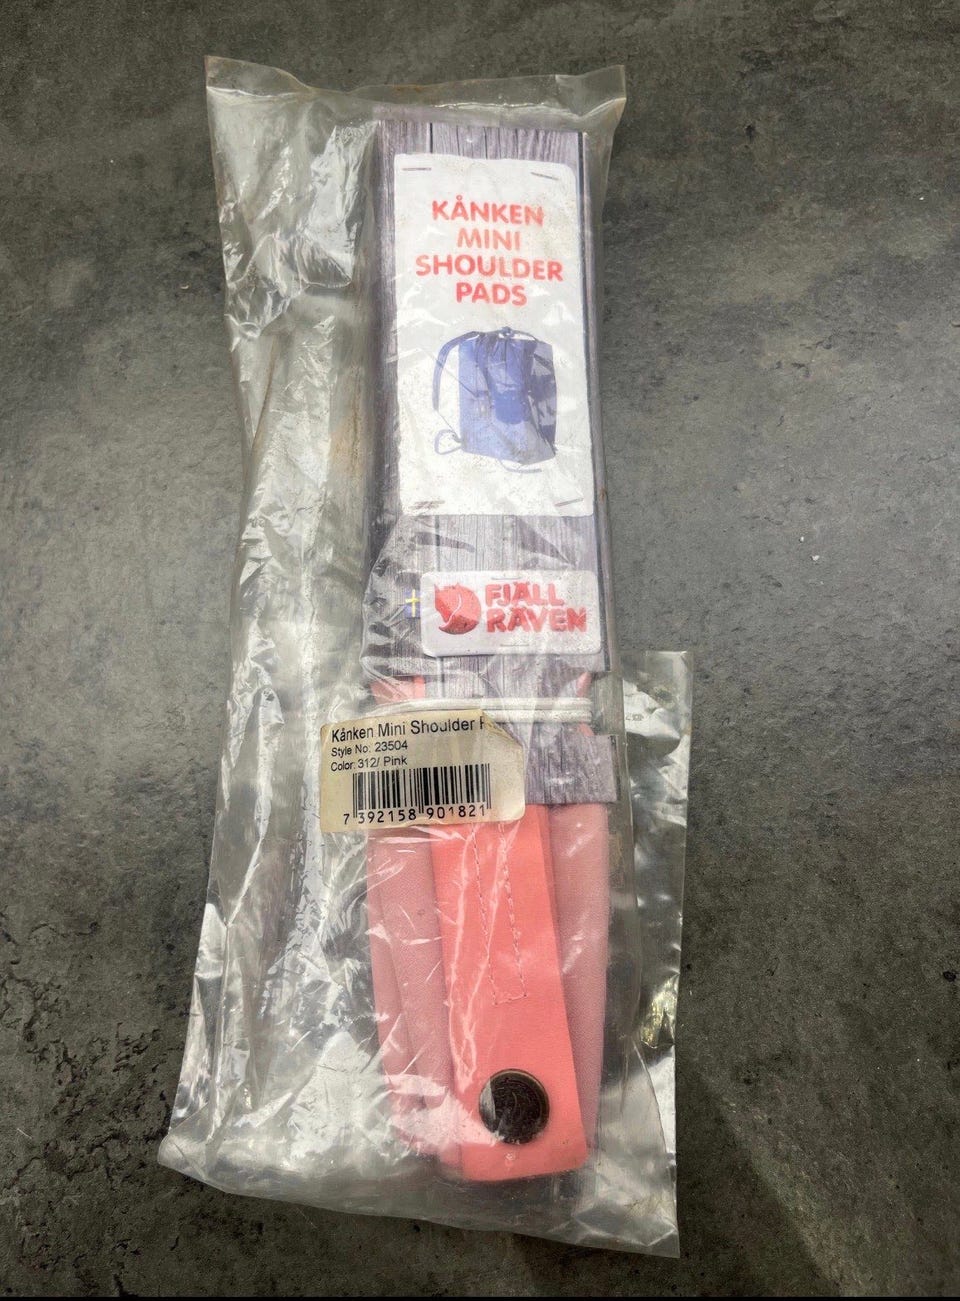 KÅNKEN
MINI
SHOULDER
PADS
FJÄLL
RÄVEN
Kånken Mini Shoulder P
Style No: 23504
Color: 312/ Pink
7 392158 901821